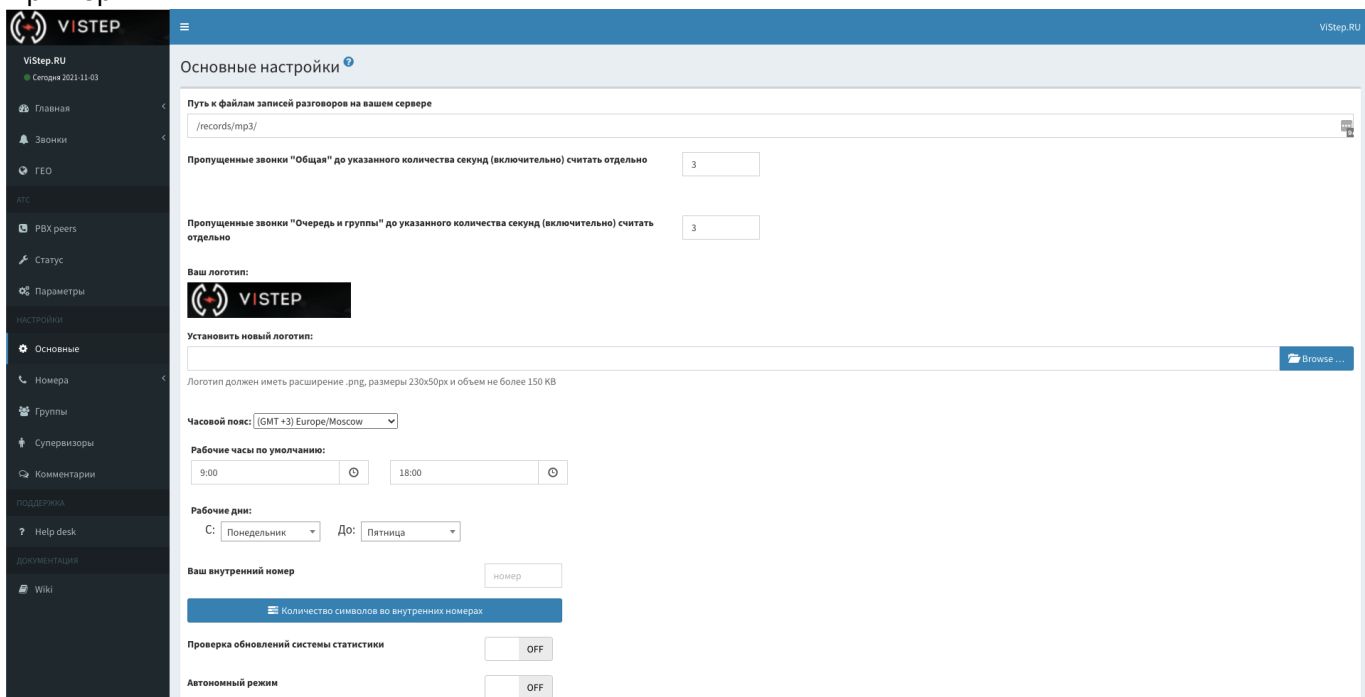 VISTEP
ViStep.RU
ViStep.RU
Сегодня 2021-11-03
Главная
Звонки
ГЕО
АТС
PBX peers
Статус
Параметры
НАСТРОЙКИ
Основные
Номера
Группы
Супервизоры
Комментарии
ПОДДЕРЖКА
Help desk
ДОКУМЕНТАЦИЯ
Wiki
Основные настройки
Путь к файлам записей разговоров на вашем сервере
/records/mp3/
Пропущенные звонки "Общая" до указанного количества секунд (включительно) считать отдельно
3
Пропущенные звонки "Очередь и группы" до указанного количества секунд (включительно) считать
отдельно
3
Ваш логотип:
VISTEP
Установить новый логотип:
Browse ...
Логотип должен иметь расширение .png, размеры 230x50px и объем не более 150 KB
Часовой пояс: (GMT +3) Europe/Moscow
Рабочие часы по умолчанию:
9:00 18:00
Рабочие дни:
С: Понедельник До: Пятница
Ваш внутренний номер
номер
Количество символов во внутренних номерах
Проверка обновлений системы статистики
OFF
Автономный режим
OFF